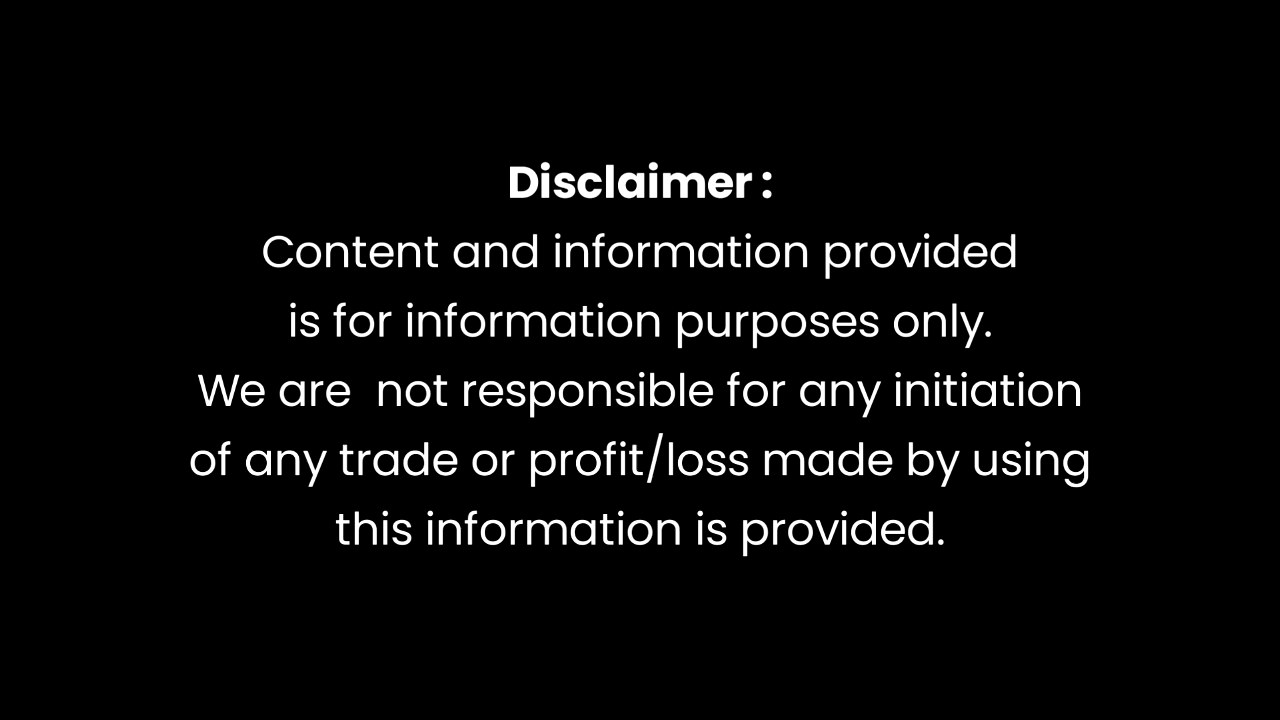 Disclaimer :
Content and information provided
is for information purposes only.
We are  not responsible for any initiation
of any trade or profit/loss made by using
this information is provided.